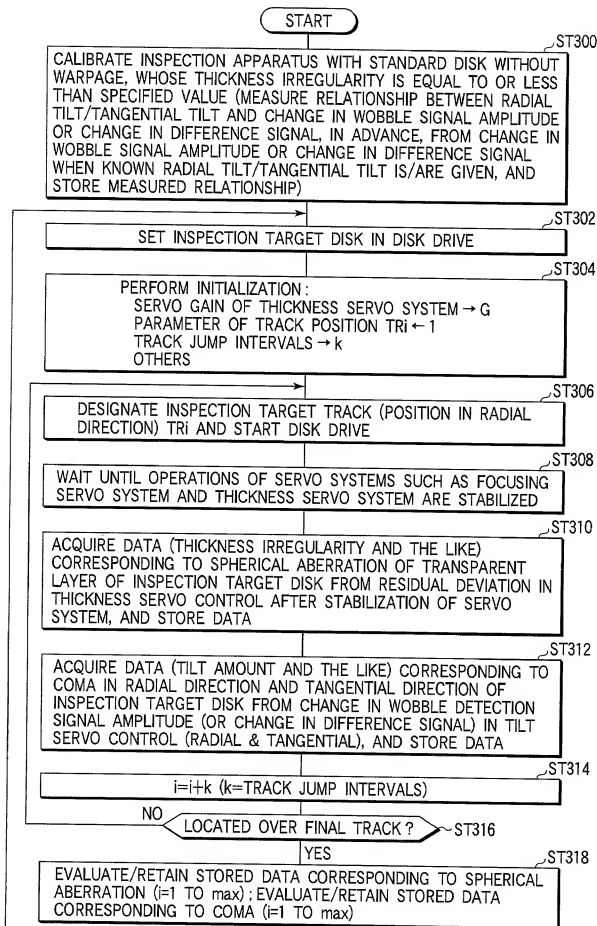 START
ST300
CALIBRATE INSPECTION APPARATUS WITH STANDARD DISK WITHOUT
WARPAGE, WHOSE THICKNESS IRREGULARITY IS EQUAL TO OR LESS
THAN SPECIFIED VALUE (MEASURE RELATIONSHIP BETWEEN RADIAL
TILT/TANGENTIAL TILT AND CHANGE IN WOBBLE SIGNAL AMPLITUDE
OR CHANGE IN DIFFERENCE SIGNAL, IN ADVANCE, FROM CHANGE IN
WOBBLE SIGNAL AMPLITUDE OR CHANGE IN DIFFERENCE SIGNAL
WHEN KNOWN RADIAL TILT/TANGENTIAL TILT IS/ARE GIVEN, AND
STORE MEASURED RELATIONSHIP)
ST302
SET INSPECTION TARGET DISK IN DISK DRIVE
ST304
PERFORM INITIALIZATION:
SERVO GAIN OF THICKNESS SERVO SYSTEM → G
PARAMETER OF TRACK POSITION TRi ← 1
TRACK JUMP INTERVALS → k
OTHERS
ST306
DESIGNATE INSPECTION TARGET TRACK (POSITION IN RADIAL
DIRECTION) TRi AND START DISK DRIVE
ST308
WAIT UNTIL OPERATIONS OF SERVO SYSTEMS SUCH AS FOCUSING
SERVO SYSTEM AND THICKNESS SERVO SYSTEM ARE STABILIZED
ST310
ACQUIRE DATA (THICKNESS IRREGULARITY AND THE LIKE)
CORRESPONDING TO SPHERICAL ABERRATION OF TRANSPARENT
LAYER OF INSPECTION TARGET DISK FROM RESIDUAL DEVIATION IN
THICKNESS SERVO CONTROL AFTER STABILIZATION OF SERVO
SYSTEM, AND STORE DATA
ST312
ACQUIRE DATA (TILT AMOUNT AND THE LIKE) CORRESPONDING TO
COMA IN RADIAL DIRECTION AND TANGENTIAL DIRECTION OF
INSPECTION TARGET DISK FROM CHANGE IN WOBBLE DETECTION
SIGNAL AMPLITUDE (OR CHANGE IN DIFFERENCE SIGNAL) IN TILT
SERVO CONTROL (RADIAL & TANGENTIAL), AND STORE DATA
ST314
i=i+k (k=TRACK JUMP INTERVALS)
NO
LOCATED OVER FINAL TRACK?
ST316
YES
ST318
EVALUATE/RETAIN STORED DATA CORRESPONDING TO SPHERICAL
ABERRATION (i=1 TO max); EVALUATE/RETAIN STORED DATA
CORRESPONDING TO COMA (i=1 TO max)